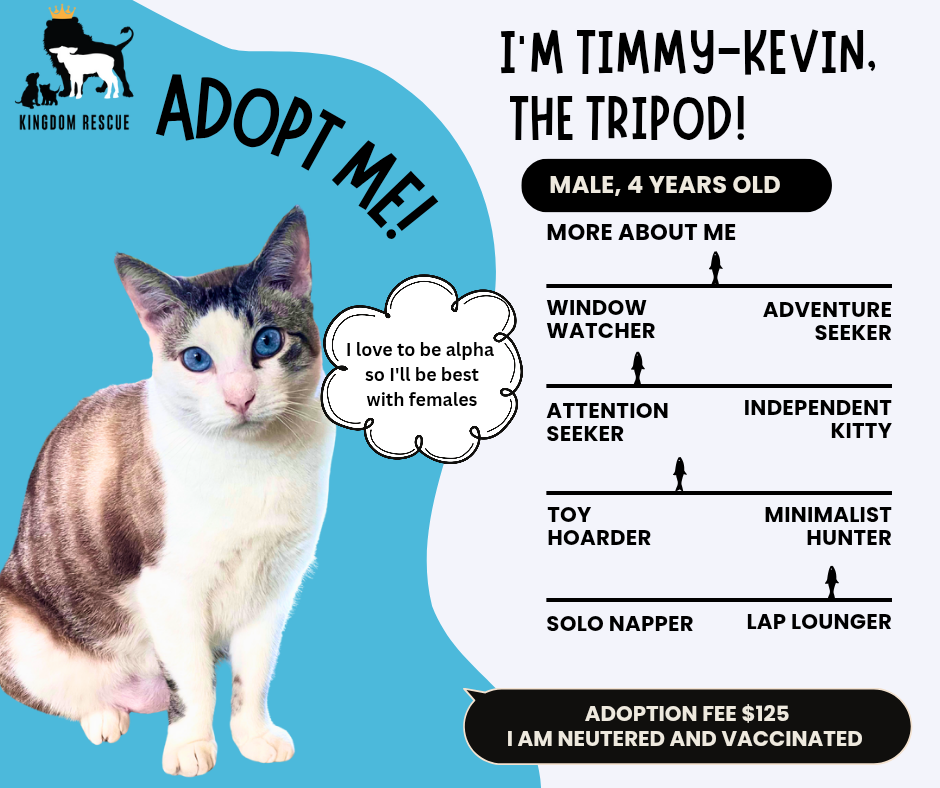 KINGDOM RESCUE
ADOPT ME!
I'M TIMMY-KEVIN,
THE TRIPOD!
MALE, 4 YEARS OLD
MORE ABOUT ME
WINDOW
WATCHER
ADVENTURE
SEEKER
ATTENTION
SEEKER
INDEPENDENT
KITTY
TOY
HOARDER
MINIMALIST
HUNTER
SOLO NAPPER
LAP LOUNGER
I love to be alpha
so I'll be best
with females
ADOPTION FEE $125
I AM NEUTERED AND VACCINATED